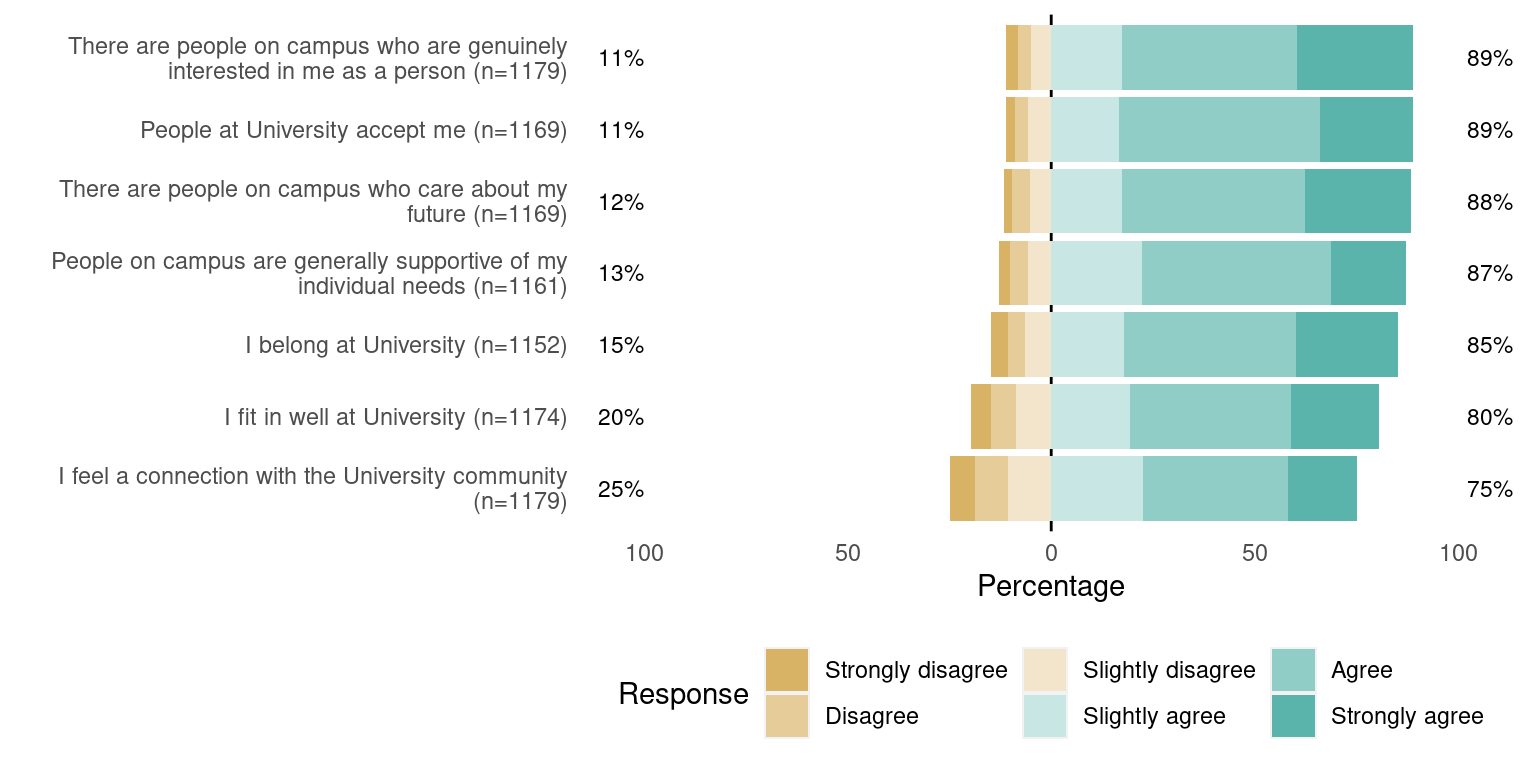 There are people on campus who are genuinely
interested in me as a person (n=1179)
11%
89%
People at University accept me (n=1169)
11%
89%
There are people on campus who care about my
future (n=1169)
12%
88%
People on campus are generally supportive of my
individual needs (n=1161)
13%
87%
I belong at University (n=1152)
15%
85%
I fit in well at University (n=1174)
20%
80%
I feel a connection with the University community
(n=1179)
25%
75%
100 50 0 50 100
Percentage
Response
Strongly disagree
Disagree
Slightly disagree
Slightly agree
Agree
Strongly agree